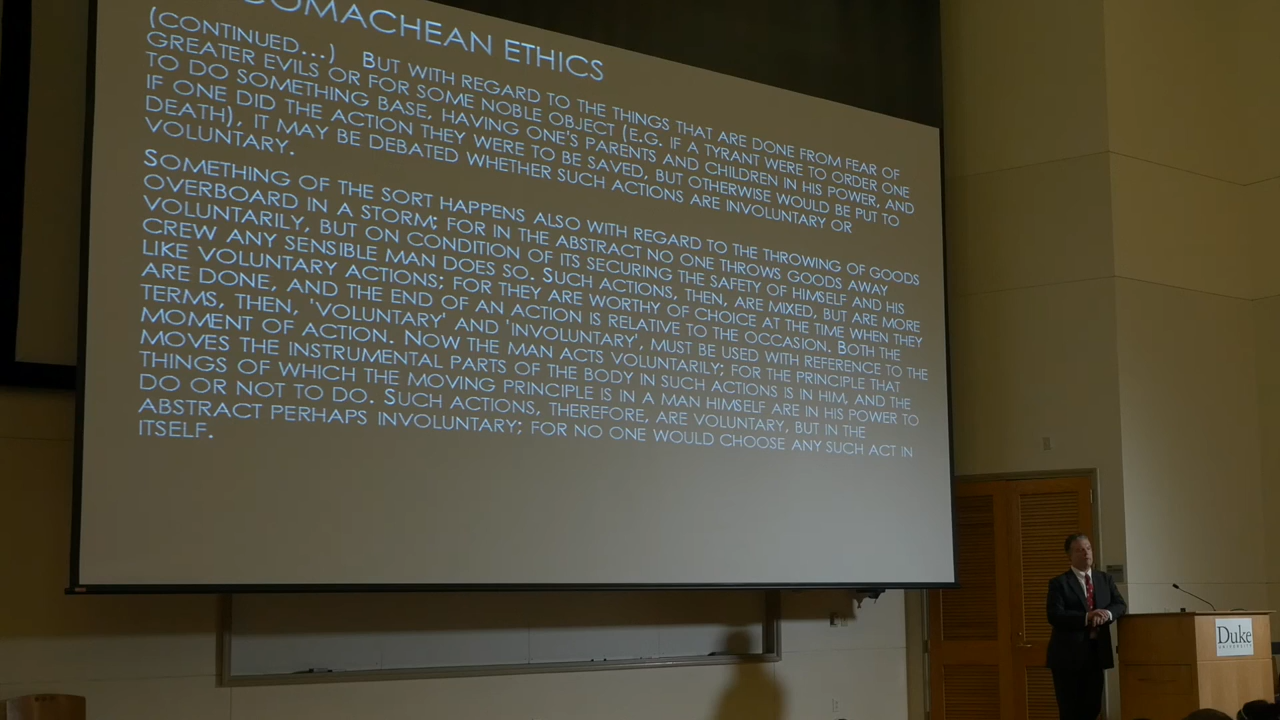 OMACHEAN ETHICS
(CONTINUED...) BUT WITH REGARD TO THE THINGS THAT ARE DONE FROM FEAR OF
GREATER EVILS OR FOR SOME NOBLE OBJECT (E.G. IF A TYRANT WERE TO ORDER ONE
TO DO SOMETHING BASE, HAVING ONE'S PARENTS AND CHILDREN IN HIS POWER, AND
IF ONE DID THE ACTION THEY WERE TO BE SAVED, BUT OTHERWISE WOULD BE PUT TO
DEATH), IT MAY BE DEBATED WHETHER SUCH ACTIONS ARE INVOLUNTARY OR
VOLUNTARY.
SOMETHING OF THE SORT HAPPENS ALSO WITH REGARD TO THE THROWING OF GOODS
OVERBOARD IN A STORM; FOR IN THE ABSTRACT NO ONE THROWS GOODS AWAY
VOLUNTARILY, BUT ON CONDITION OF ITS SECURING THE SAFETY OF HIMSELF AND HIS
CREW ANY SENSIBLE MAN DOES SO. SUCH ACTIONS, THEN, ARE MIXED, BUT ARE MORE
LIKE VOLUNTARY ACTIONS; FOR THEY ARE WORTHY OF CHOICE AT THE TIME WHEN THEY
ARE DONE, AND THE END OF AN ACTION IS RELATIVE TO THE OCCASION. BOTH THE
TERMS, THEN, 'VOLUNTARY' AND 'INVOLUNTARY', MUST BE USED WITH REFERENCE TO THE
MOMENT OF ACTION. NOW THE MAN ACTS VOLUNTARILY; FOR THE PRINCIPLE THAT
MOVES THE INSTRUMENTAL PARTS OF THE BODY IN SUCH ACTIONS IS IN HIM, AND THE
THINGS OF WHICH THE MOVING PRINCIPLE IS IN A MAN HIMSELF ARE IN HIS POWER TO
DO OR NOT TO DO. SUCH ACTIONS, THEREFORE, ARE VOLUNTARY, BUT IN THE
ABSTRACT PERHAPS INVOLUNTARY; FOR NO ONE WOULD CHOOSE ANY SUCH ACT IN
ITSELF.
Duke
UNIVERSITY